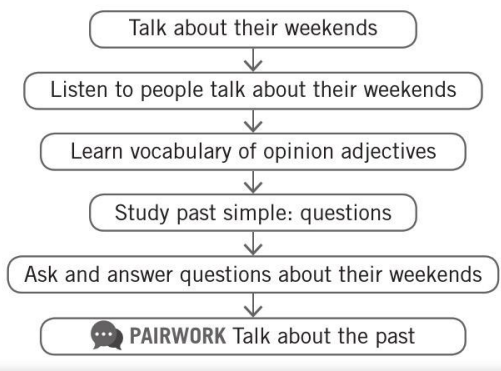 Talk about their weekends
Listen to people talk about their weekends
Learn vocabulary of opinion adjectives
Study past simple: questions
Ask and answer questions about their weekends
PAIRWORK Talk about the past